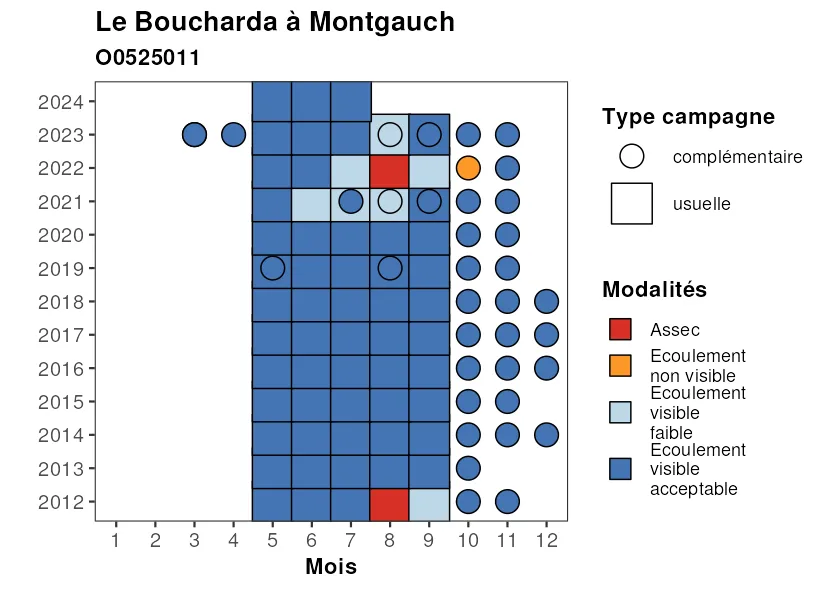 Le Boucharda à Montgauch
O0525011
2024
2023
2022
2021
2020
2019
2018
2017
2016
2015
2014
2013
2012
1 2 3 4 5 6 7 8 9 10 11 12
Mois
Type campagne
complémentaire
usuelle
Modalités
Assec
Ecoulement
non visible
Ecoulement
visible
faible
Ecoulement
visible
acceptable